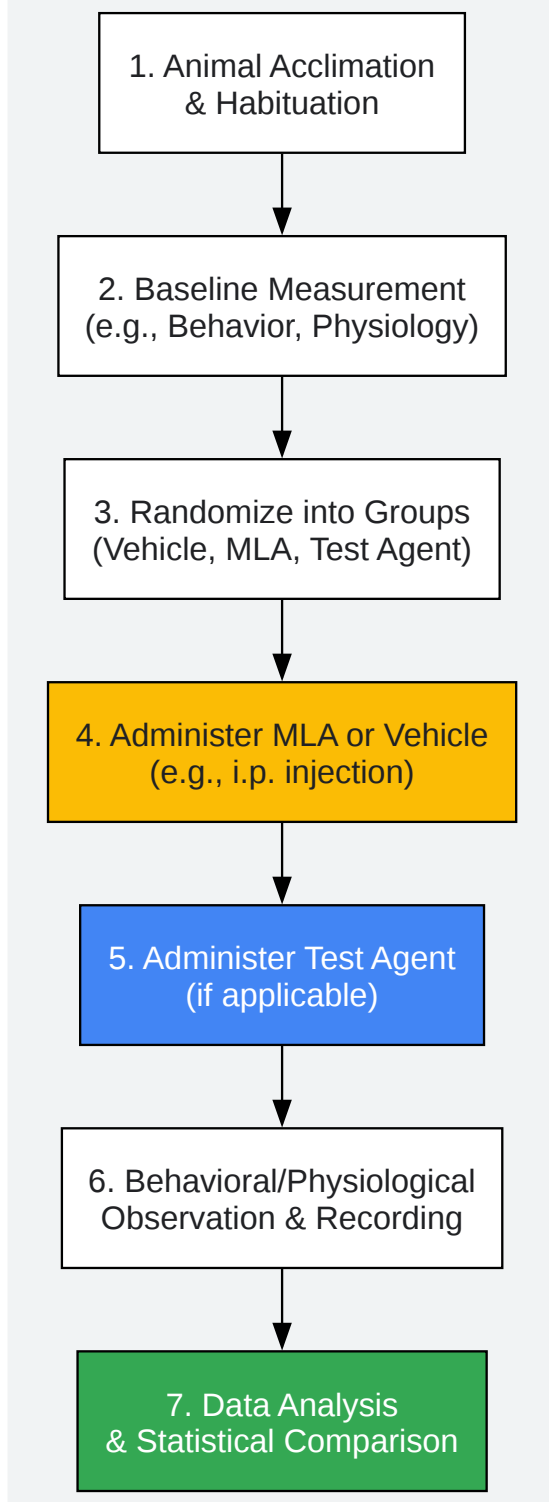 1. Animal Acclimation
& Habituation
2. Baseline Measurement
(e.g., Behavior, Physiology)
3. Randomize into Groups
(Vehicle, MLA, Test Agent)
4. Administer MLA or Vehicle
(e.g., i.p. injection)
5. Administer Test Agent
(if applicable)
6. Behavioral/Physiological
Observation & Recording
7. Data Analysis
& Statistical Comparison